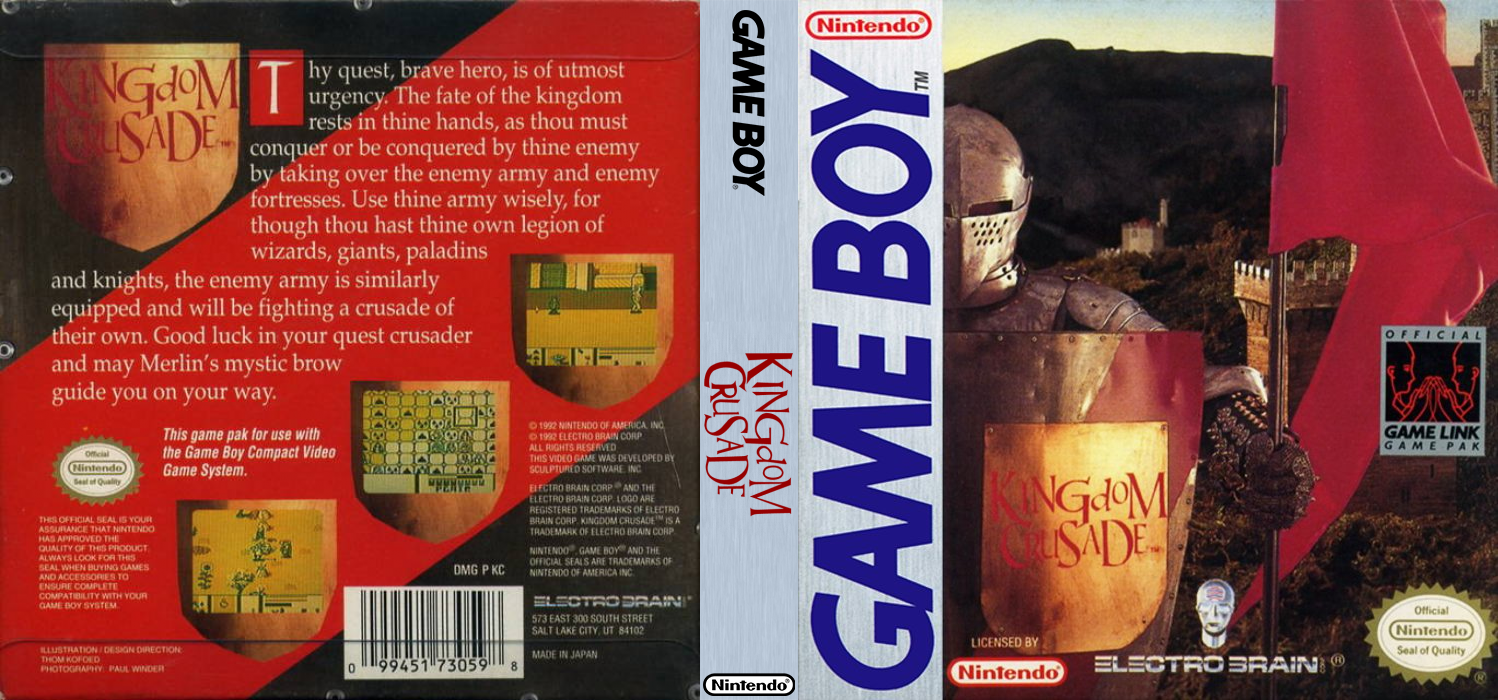 KINGdOM
CRUSADE™
Thy quest, brave hero, is of utmost
urgency. The fate of the kingdom
rests in thine hands, as thou must
conquer or be conquered by thine enemy
by taking over the enemy army and enemy
fortresses. Use thine army wisely, for
though thou hast thine own legion of
wizards, giants, paladins
and knights, the enemy army is similarly
equipped and will be fighting a crusade of
their own. Good luck in your quest crusader
and may Merlin's mystic brow
guide you on your way.
This game pak for use with
the Game Boy Compact Video
Game System.
Official
Nintendo
Seal of Quality
THIS OFFICIAL SEAL IS YOUR
ASSURANCE THAT NINTENDO
HAS APPROVED THE
QUALITY OF THIS PRODUCT.
ALWAYS LOOK FOR THIS
SEAL WHEN BUYING GAMES
AND ACCESSORIES TO
ENSURE COMPLETE
COMPATIBILITY WITH YOUR
GAME BOY SYSTEM.
ILLUSTRATION / DESIGN DIRECTION:
THOM KOFOED
PHOTOGRAPHY: PAUL WINDER
© 1992 NINTENDO OF AMERICA, INC.
© 1992 ELECTRO BRAIN CORP.
ALL RIGHTS RESERVED
THIS VIDEO GAME WAS DEVELOPED BY
SCULPTURED SOFTWARE, INC.
ELECTRO BRAIN CORP.® AND THE
ELECTRO BRAIN CORP. LOGO ARE
REGISTERED TRADEMARKS OF ELECTRO
BRAIN CORP. KINGDOM CRUSADE™ IS A
TRADEMARK OF ELECTRO BRAIN CORP.
NINTENDO®, GAME BOY® AND THE
OFFICIAL SEALS ARE TRADEMARKS OF
NINTENDO OF AMERICA INC.
DMG P KC
ELECTRO BRAIN
573 EAST 300 SOUTH STREET
SALT LAKE CITY, UT 84102
MADE IN JAPAN
0 99451 73059 8
GAME BOY®
KINGdOM
CRUSADE
Nintendo®
Nintendo®
GAME BOY™
OFFICIAL
GAME LINK
GAME PAK
KINGdOM
CRUSADE™
LICENSED BY
Nintendo®
ELECTRO BRAIN CORP ®
Official
Nintendo
Seal of Quality
®